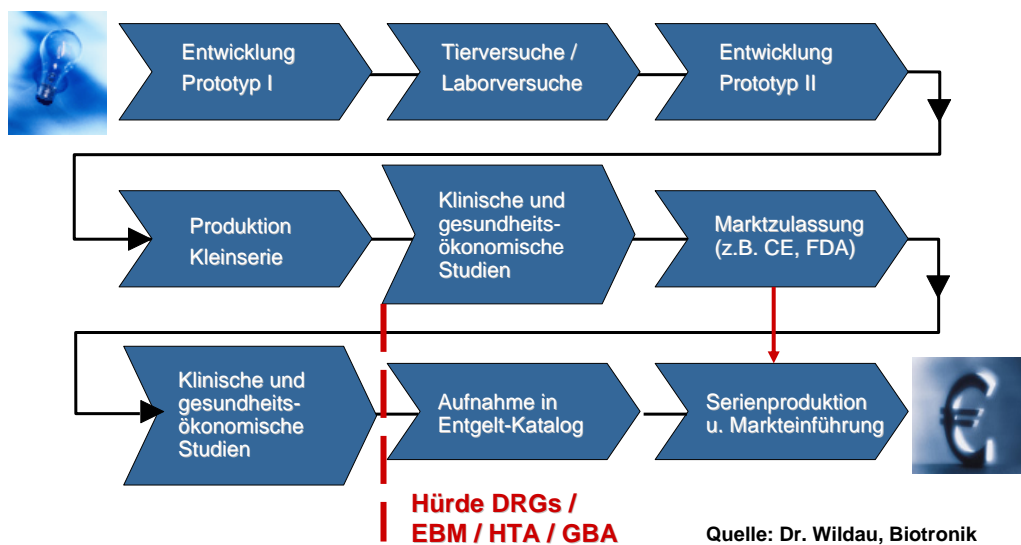 Entwicklung
Prototyp I
Tierversuche /
Laborversuche
Entwicklung
Prototyp II
Produktion
Kleinserie
Klinische und
gesundheits-
ökonomische
Studien
Marktzulassung
(z.B. CE, FDA)
Klinische und
gesundheits-
ökonomische
Studien
Aufnahme in
Entgelt-Katalog
Serienproduktion
u. Markteinführung
Hürde DRGs /
EBM / HTA / GBA
Quelle: Dr. Wildau, Biotronik